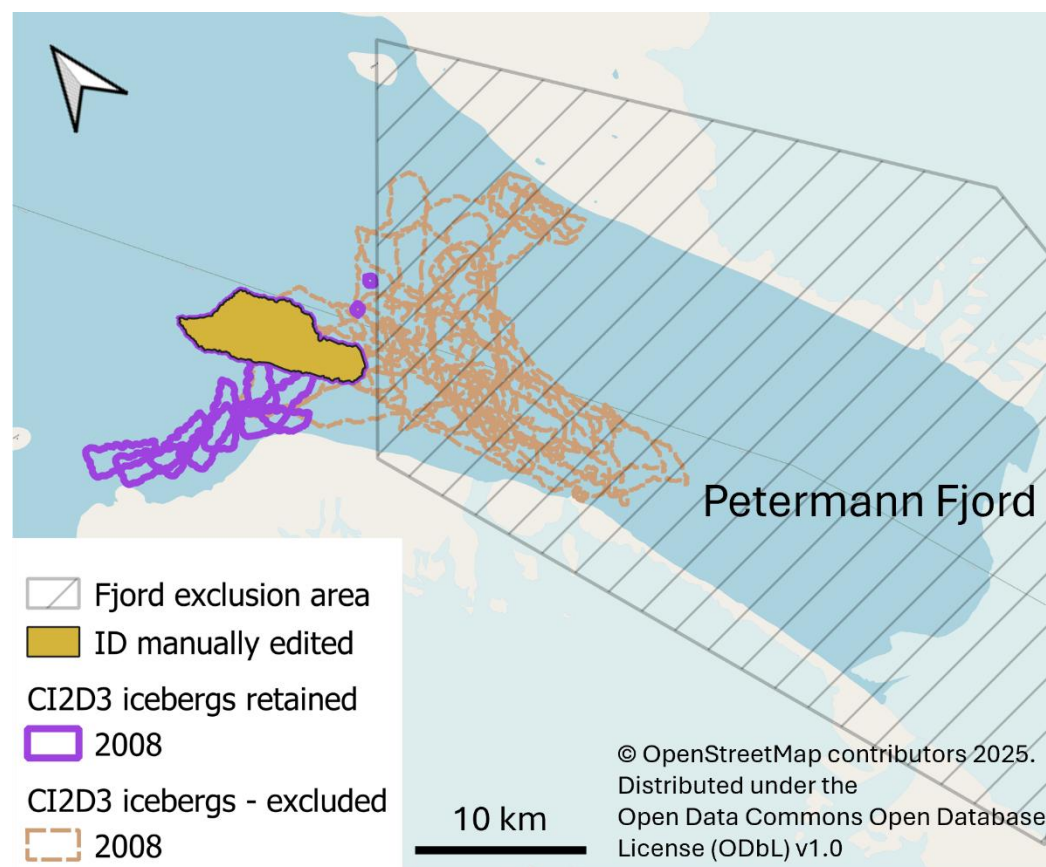 Petermann Fjord
Fjord exclusion area
ID manually edited
CI2D3 icebergs retained
2008
CI2D3 icebergs - excluded
2008
10 km
© OpenStreetMap contributors 2025.
Distributed under the
Open Data Commons Open Database
License (ODbL) v1.0